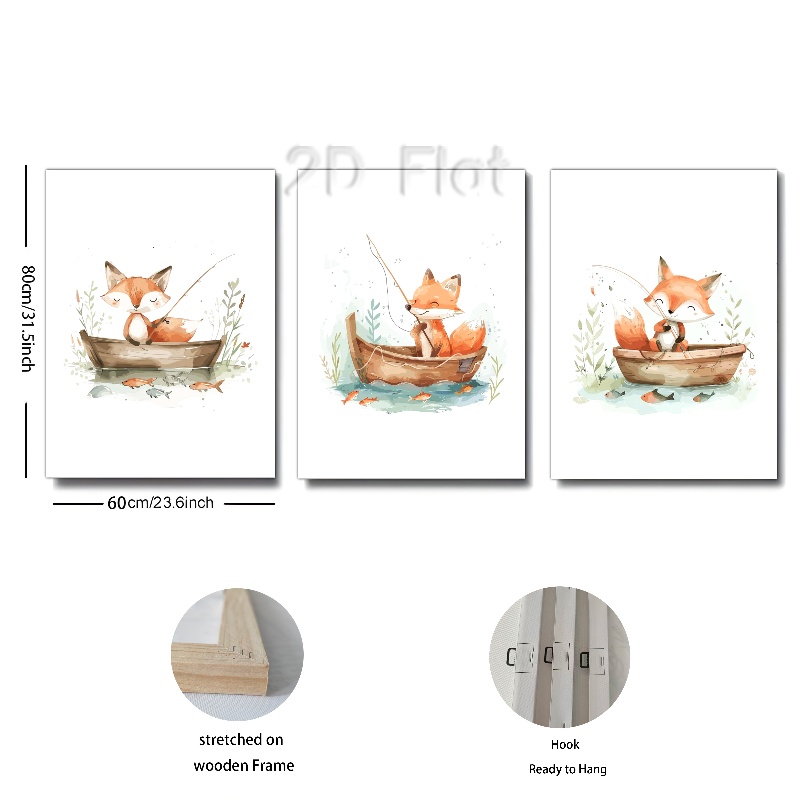 2D Flat
80cm/31.5inch
60cm/23.6inch
stretched on
wooden Frame
Hook
Ready to Hang